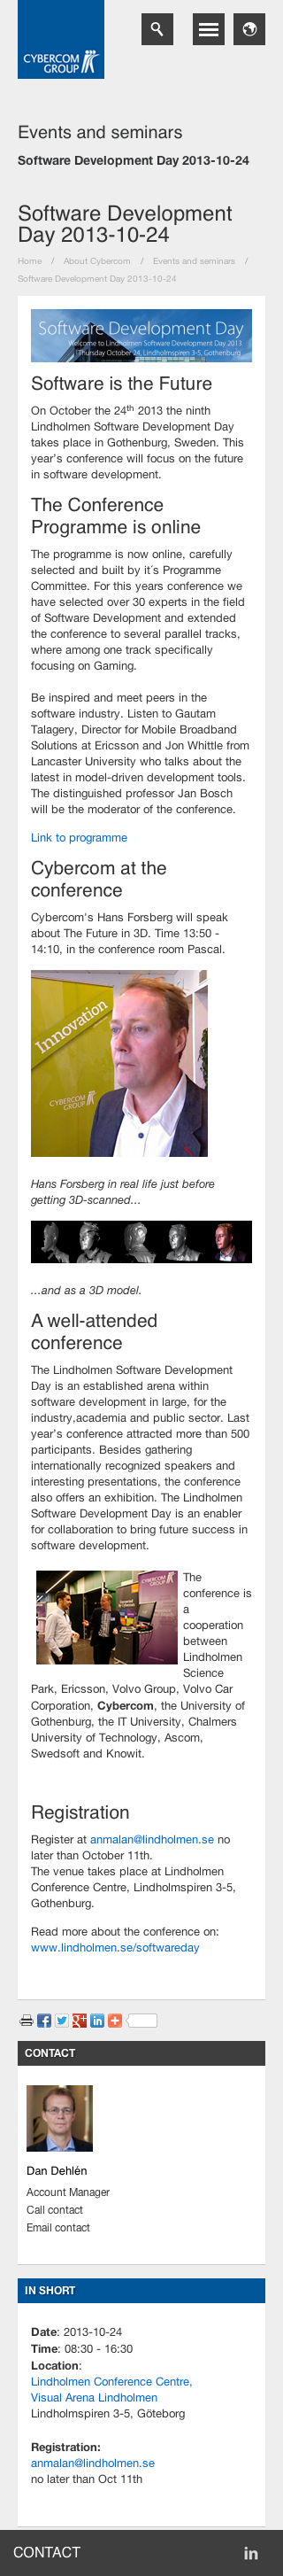 CYBERCOM
GROUP
Events and seminars
Software Development Day 2013-10-24
Software Development
Day 2013-10-24
Home / About Cybercom / Events and seminars /
Software Development Day 2013-10-24
Software Development Day
Welcome to Lindholmen Software Development Day 2013
Thursday October 24, Lindholmspiren 3-5, Gothenburg
Software is the Future
On October the 24th 2013 the ninth
Lindholmen Software Development Day
takes place in Gothenburg, Sweden. This
year's conference will focus on the future
in software development.
The Conference
Programme is online
The programme is now online, carefully
selected and built by it´s Programme
Committee. For this years conference we
have selected over 30 experts in the field
of Software Development and extended
the conference to several parallel tracks,
where among one track specifically
focusing on Gaming.
Be inspired and meet peers in the
software industry. Listen to Gautam
Talagery, Director for Mobile Broadband
Solutions at Ericsson and Jon Whittle from
Lancaster University who talks about the
latest in model-driven development tools.
The distinguished professor Jan Bosch
will be the moderator of the conference.
Link to programme
Cybercom at the
conference
Cybercom's Hans Forsberg will speak
about The Future in 3D. Time 13:50 -
14:10, in the conference room Pascal.
Innovation
CYBERCOM
GROUP
Hans Forsberg in real life just before
getting 3D-scanned...
...and as a 3D model.
A well-attended
conference
The Lindholmen Software Development
Day is an established arena within
software development in large, for the
industry,academia and public sector. Last
year's conference attracted more than 500
participants. Besides gathering
internationally recognized speakers and
interesting presentations, the conference
also offers an exhibition. The Lindholmen
Software Development Day is an enabler
for collaboration to bring future success in
software development.
CYBERCOM
GROUP
The
conference is
a
cooperation
between
Lindholmen
Science
Park, Ericsson, Volvo Group, Volvo Car
Corporation, Cybercom, the University of
Gothenburg, the IT University, Chalmers
University of Technology, Ascom,
Swedsoft and Knowit.
Registration
Register at anmalan@lindholmen.se no
later than October 11th.
The venue takes place at Lindholmen
Conference Centre, Lindholmspiren 3-5,
Gothenburg.
Read more about the conference on:
www.lindholmen.se/softwareday
CONTACT
Dan Dehlén
Account Manager
Call contact
Email contact
IN SHORT
Date: 2013-10-24
Time: 08:30 - 16:30
Location:
Lindholmen Conference Centre,
Visual Arena Lindholmen
Lindholmspiren 3-5, Göteborg
Registration:
anmalan@lindholmen.se
no later than Oct 11th
CONTACT
in